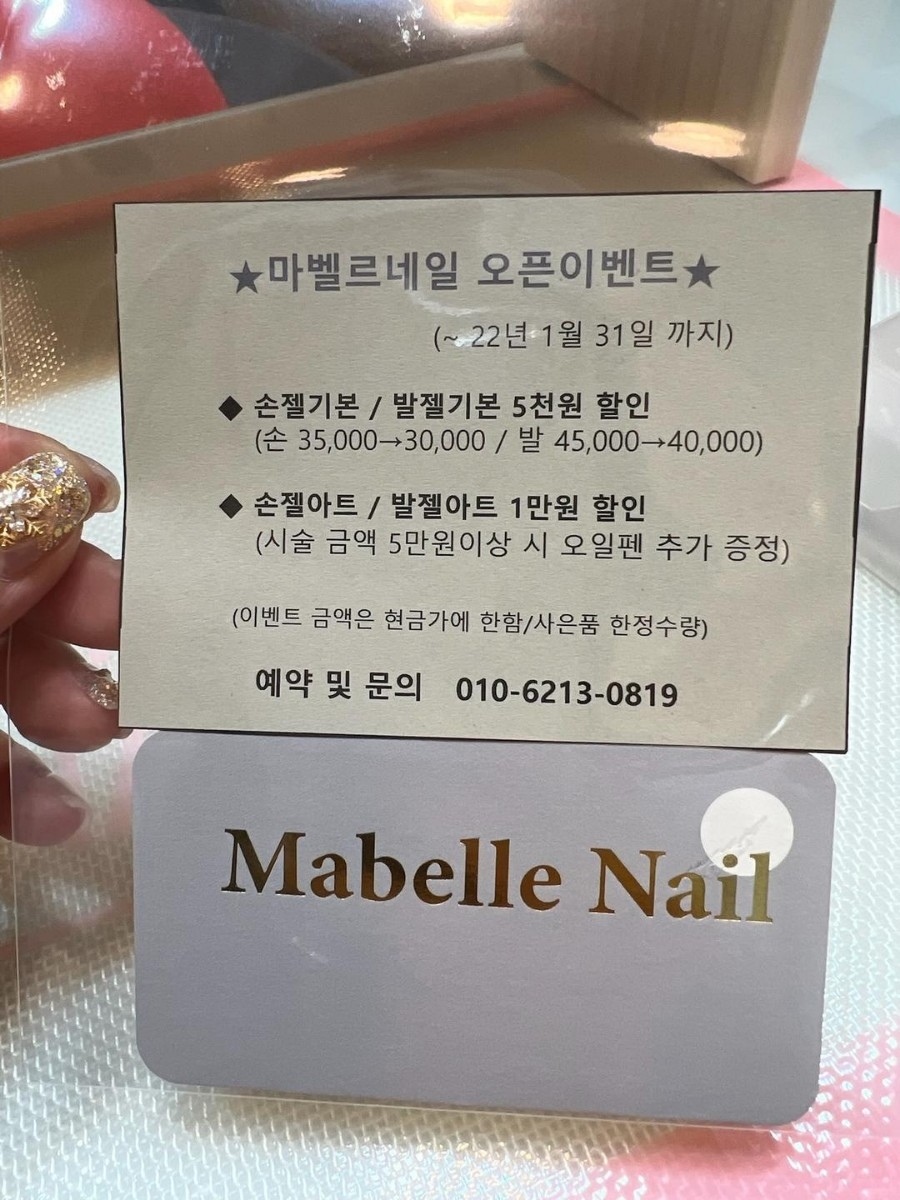 ★마벨르네일 오픈이벤트★
(~ 22년 1월 31일 까지)
◆ 손젤기본 / 발젤기본 5천원 할인
(손 35,000→30,000 / 발 45,000→40,000)
◆ 손젤아트 / 발젤아트 1만원 할인
(시술 금액 5만원이상 시 오일펜 추가 증정)
(이벤트 금액은 현금가에 한함/사은품 한정수량)
예약 및 문의 010-6213-0819
Mabelle Nail